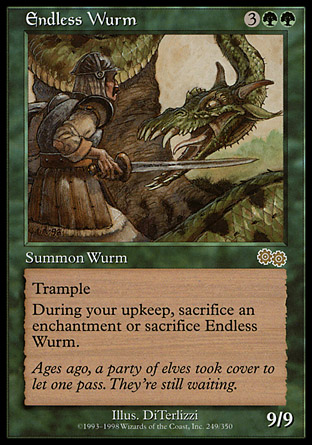 Endless Wurm 3
Summon Wurm
Trample
During your upkeep, sacrifice an
enchantment or sacrifice Endless
Wurm.
Ages ago, a party of elves took cover to
let one pass. They're still waiting.
Illus. DiTerlizzi
©1993-1998 Wizards of the Coast, Inc. 249/350
9/9